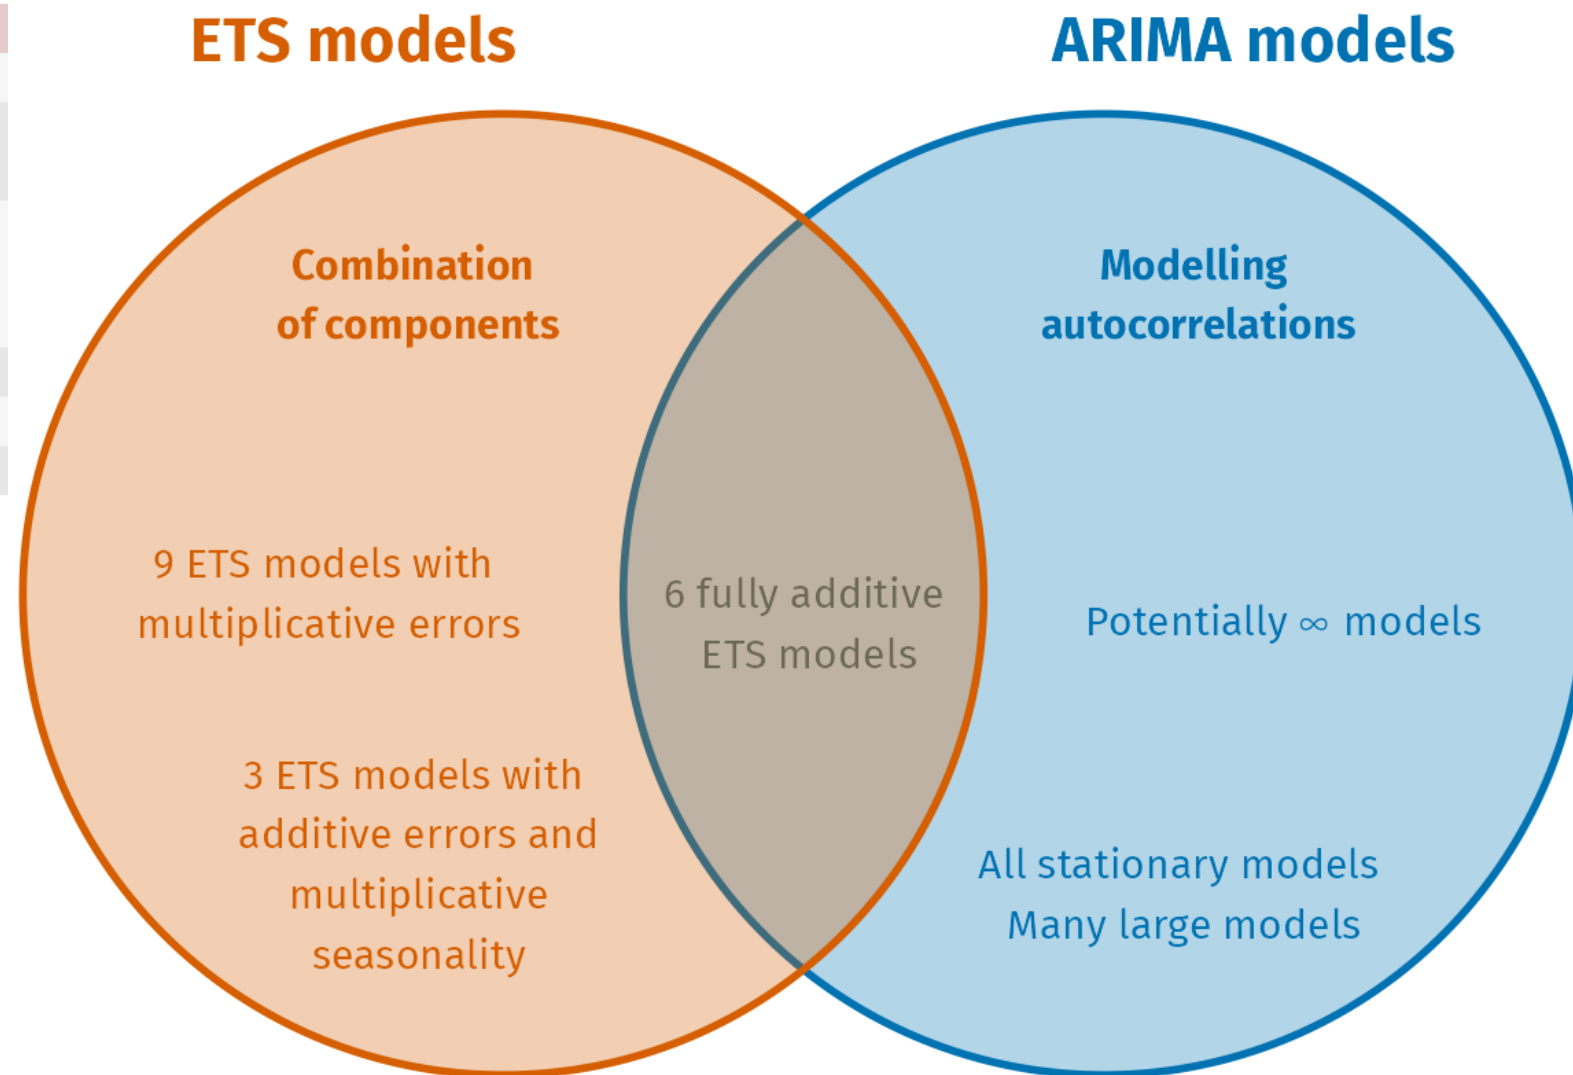 ETS models
ARIMA models
Combination
of components
Modelling
autocorrelations
9 ETS models with
multiplicative errors
6 fully additive
ETS models
Potentially ∞ models
3 ETS models with
additive errors and
multiplicative
seasonality
All stationary models
Many large models